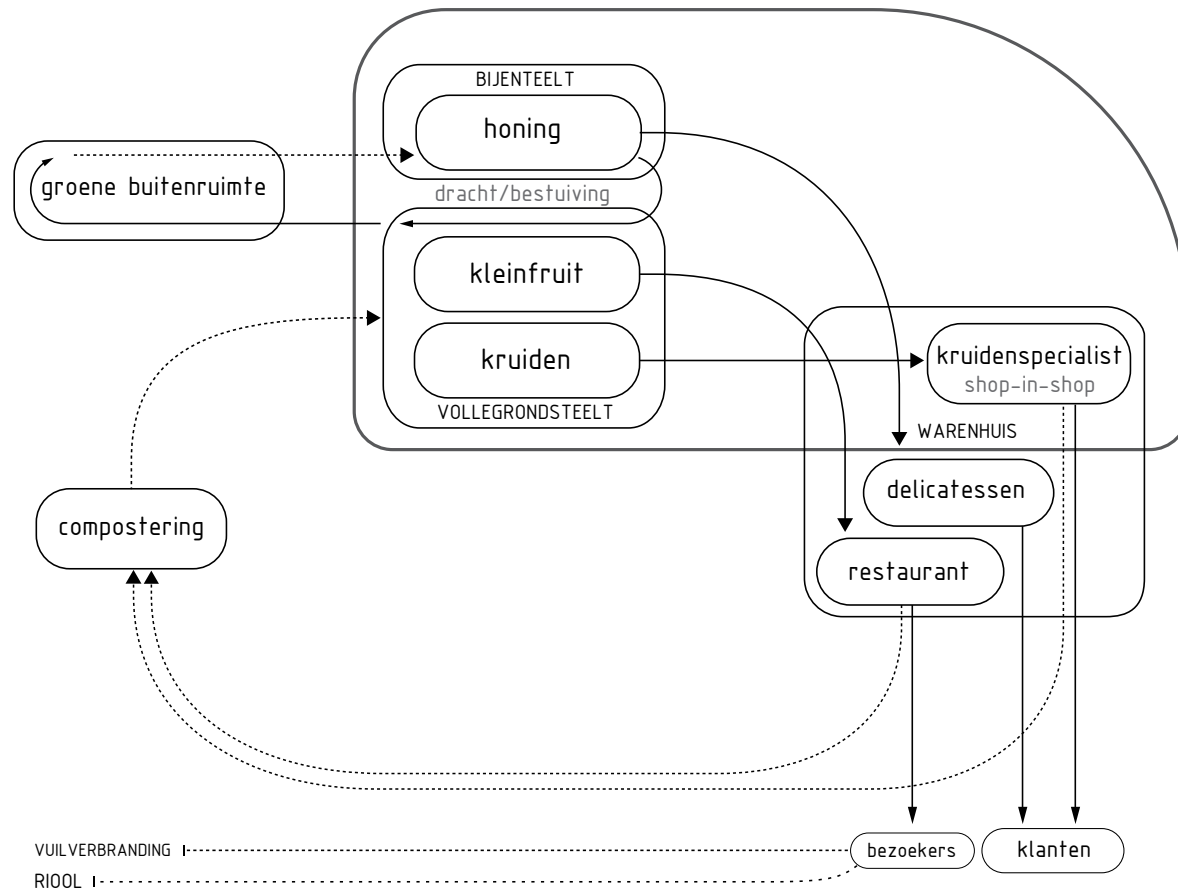 BIJENTEELT
honing
groene buitenruimte
dracht/bestuiving
kleinfruit
kruiden
kruidenspecialist
shop-in-shop
VOLLEGRONDSTEELT
WARENHUIS
delicatessen
compostering
restaurant
VUILVERBRANDING
bezoekers
klanten
RIOOL